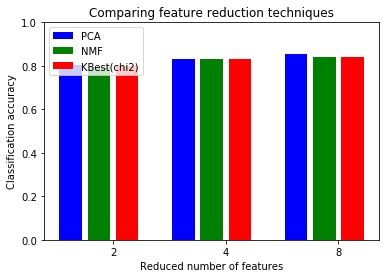 Comparing feature reduction techniques
PCA
NMF
KBest(chi2)
1.0
0.8
0.6
0.4
0.2
0.0
Classification accuracy
2 4 8
Reduced number of features